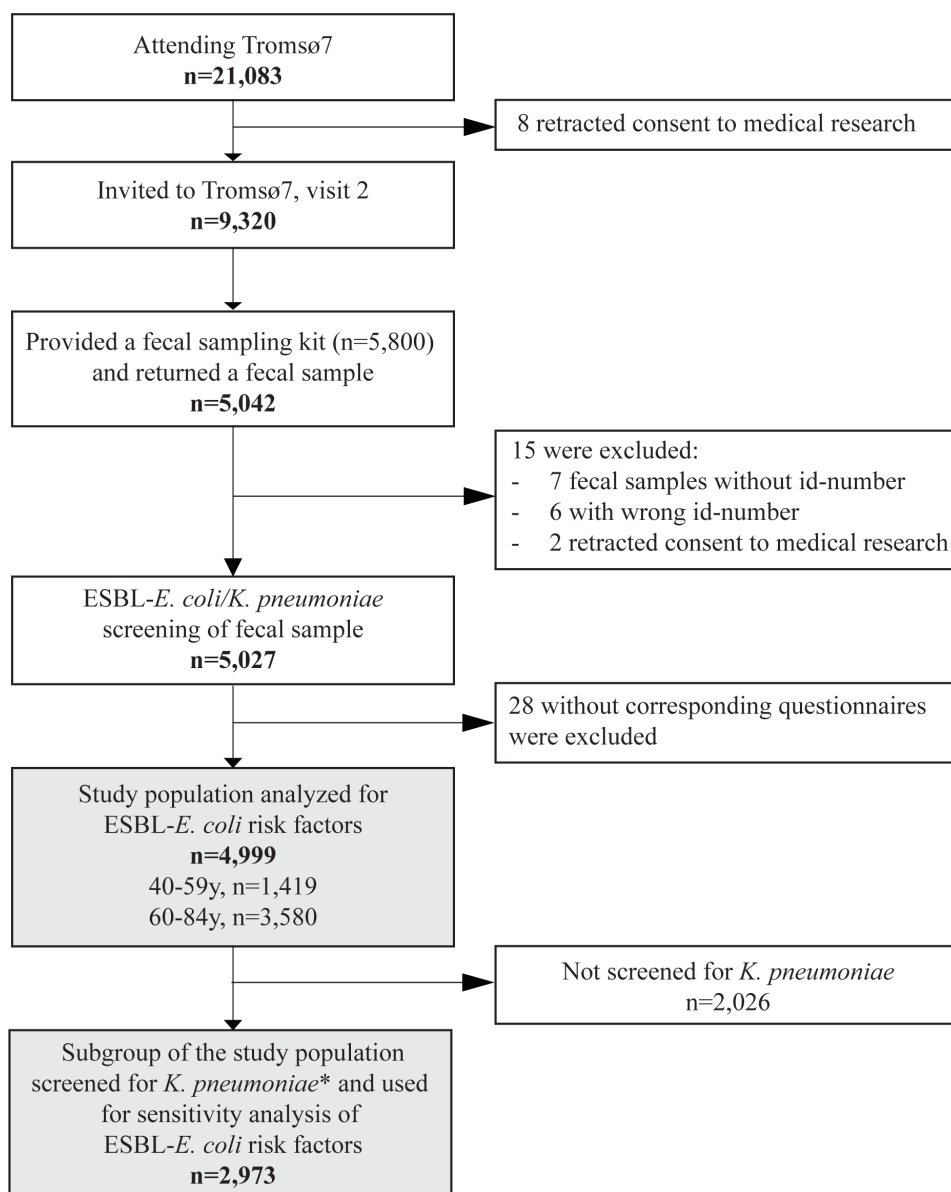 Attending Tromsø7
n=21,083
8 retracted consent to medical research
Invited to Tromsø7, visit 2
n=9,320
Provided a fecal sampling kit (n=5,800)
and returned a fecal sample
n=5,042
15 were excluded:
- 7 fecal samples without id-number
- 6 with wrong id-number
- 2 retracted consent to medical research
ESBL-E. coli/K. pneumoniae
screening of fecal sample
n=5,027
28 without corresponding questionnaires
were excluded
Study population analyzed for
ESBL-E. coli risk factors
n=4,999
40-59y, n=1,419
60-84y, n=3,580
Not screened for K. pneumoniae
n=2,026
Subgroup of the study population
screened for K. pneumoniae* and used
for sensitivity analysis of
ESBL-E. coli risk factors
n=2,973